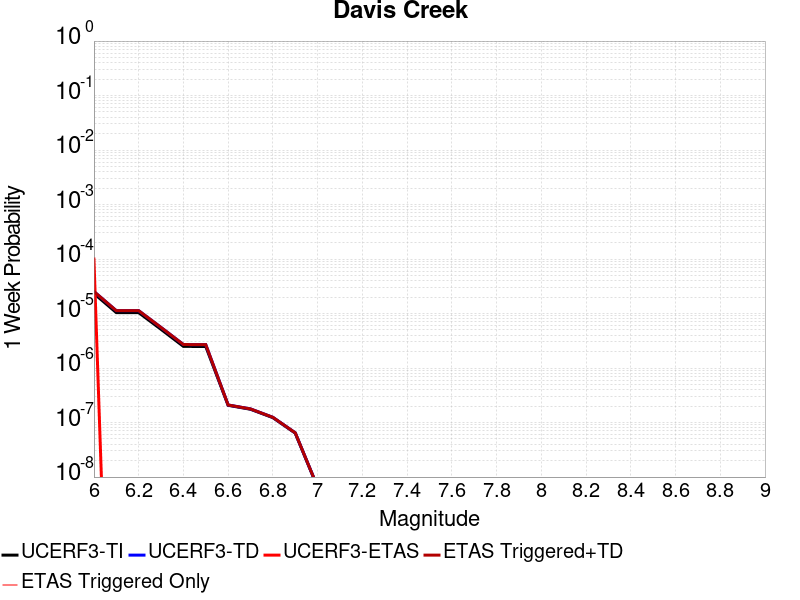 Davis Creek
10^0
10^-1
10^-2
10^-3
10^-4
10^-5
10^-6
10^-7
10^-8
1 Week Probability
6 6.2 6.4 6.6 6.8 7 7.2 7.4 7.6 7.8 8 8.2 8.4 8.6 8.8 9
Magnitude
UCERF3-TI UCERF3-TD UCERF3-ETAS ETAS Triggered+TD
ETAS Triggered Only